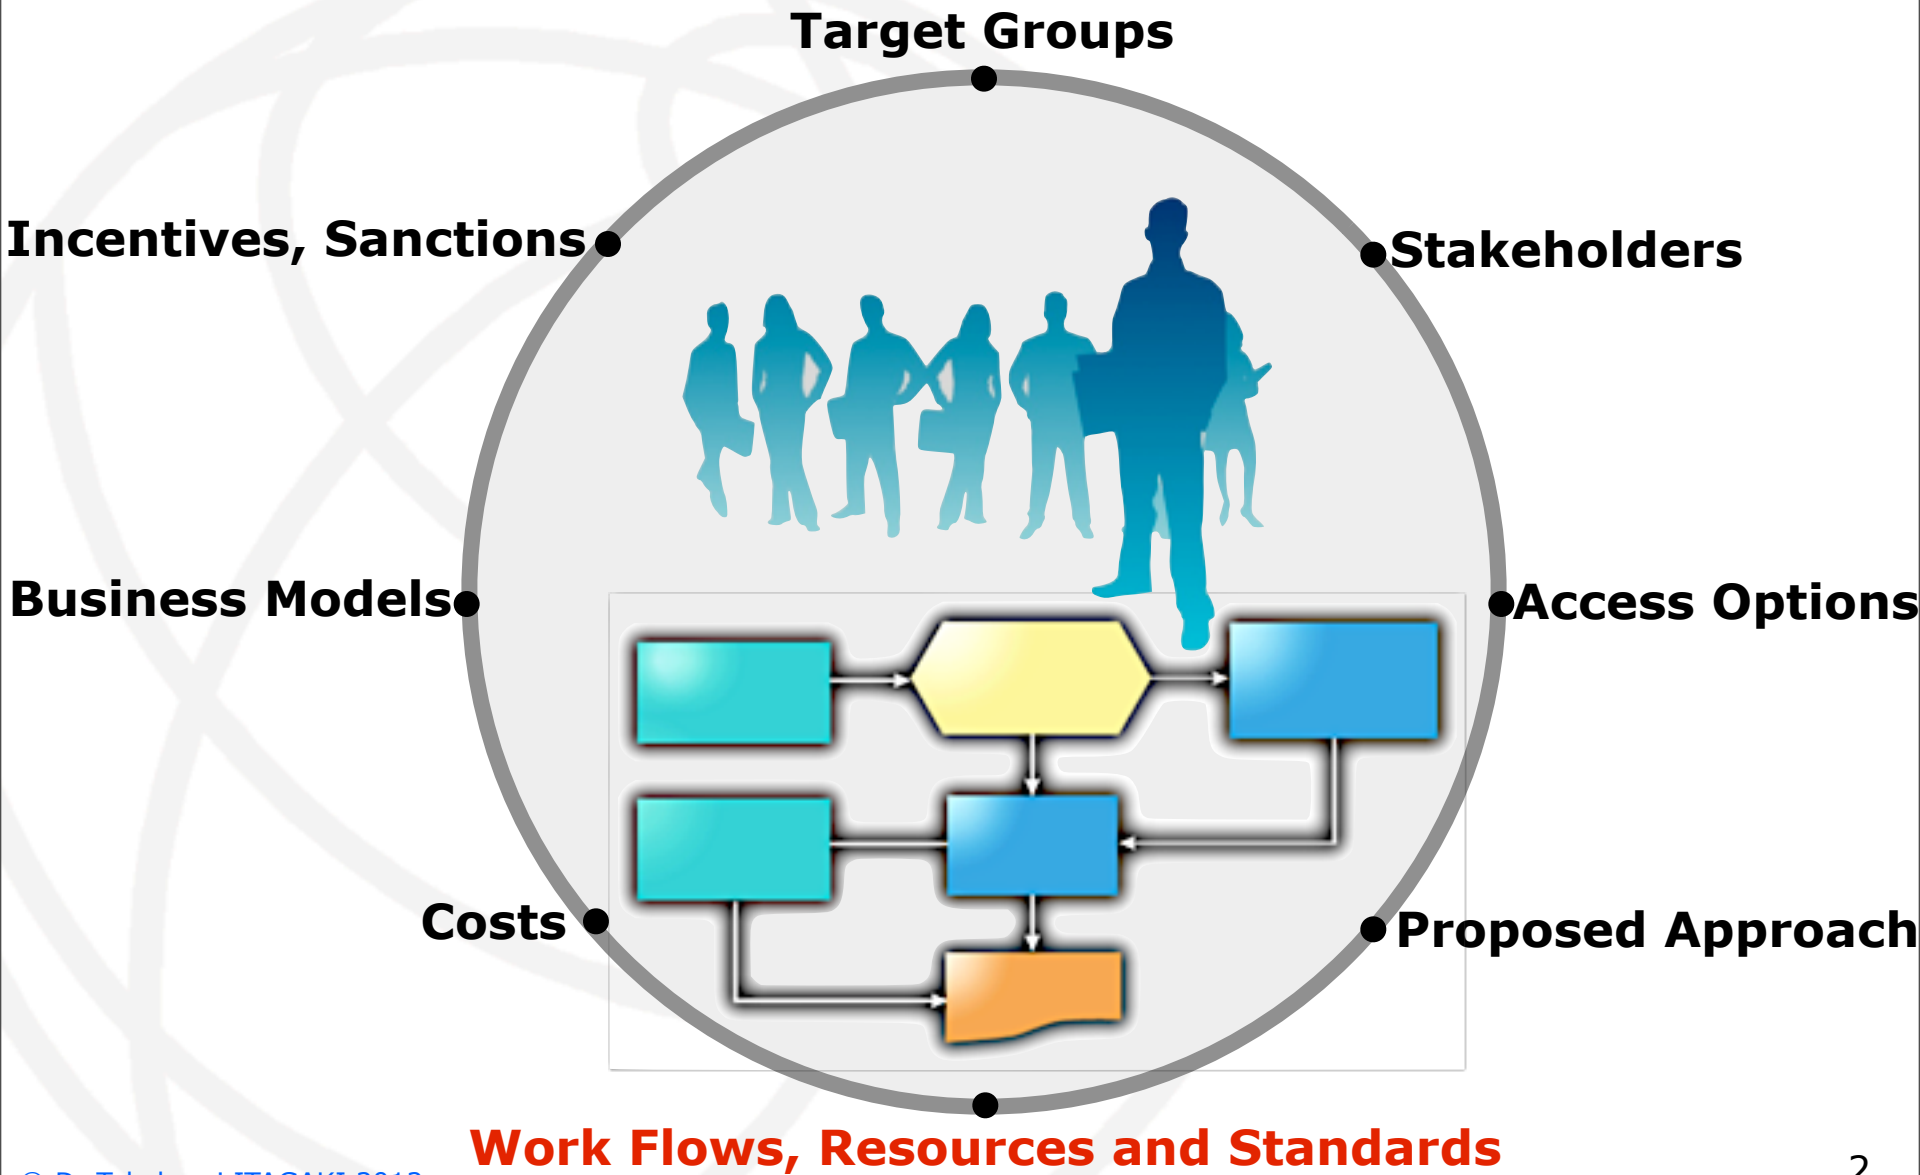 Target Groups
Incentives, Sanctions
Stakeholders
Business Models
Access Options
Costs
Proposed Approach
Work Flows, Resources and Standards
2